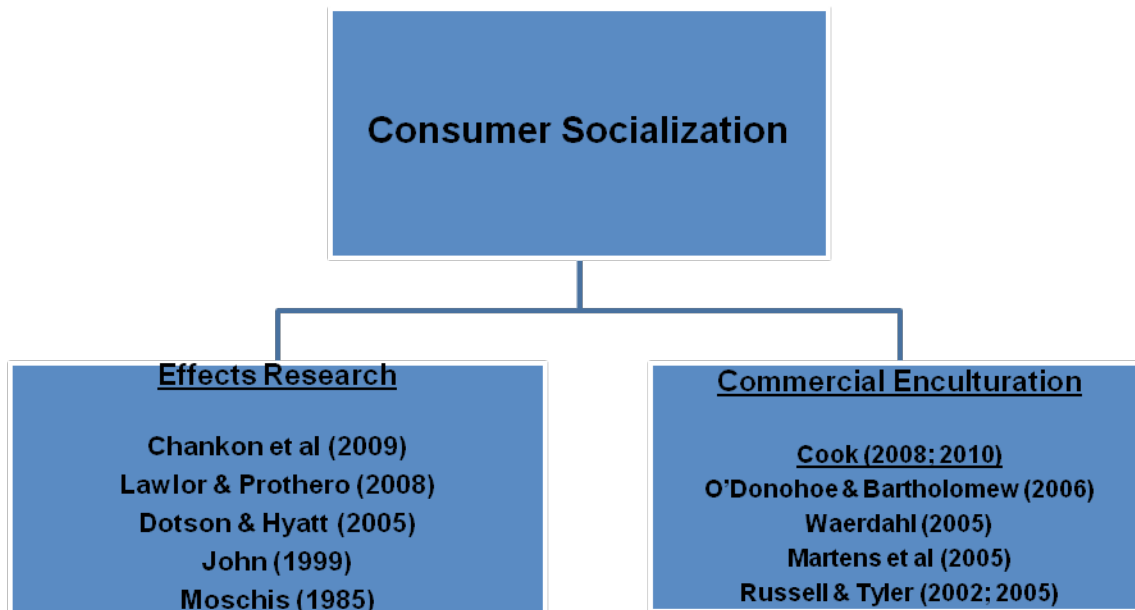 Consumer Socialization
Effects Research
Chankon et al (2009)
Lawlor & Prothero (2008)
Dotson & Hyatt (2005)
John (1999)
Moschis (1985)
Commercial Enculturation
Cook (2008; 2010)
O'Donohoe & Bartholomew (2006)
Waerdahl (2005)
Martens et al (2005)
Russell & Tyler (2002; 2005)